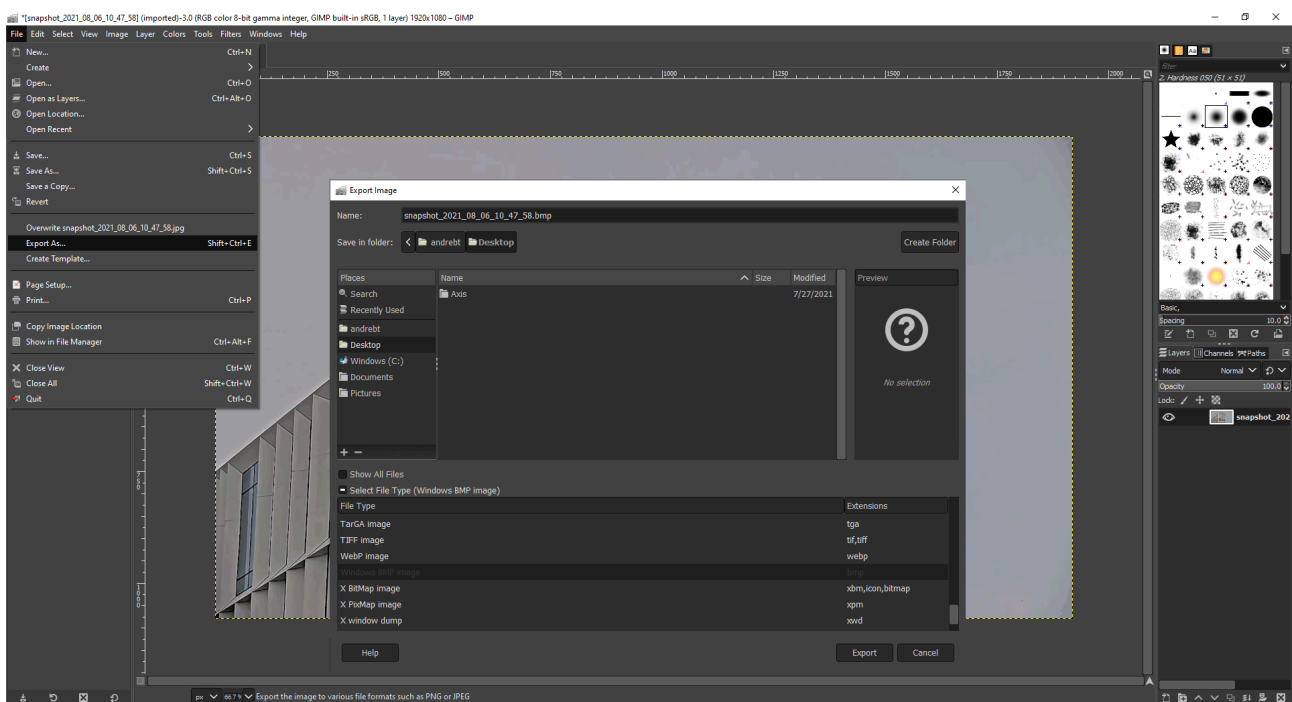 *[snapshot_2021_08_06_10_47_58] (imported)-3.0 (RGB color 8-bit gamma integer, GIMP built-in sRGB, 1 layer) 1920x1080 – GIMP
File Edit Select View Image Layer Colors Tools Filters Windows Help
New... Ctrl+N
Create
Open... Ctrl+O
Open as Layers... Ctrl+Alt+O
Open Location...
Open Recent
Save... Ctrl+S
Save As... Shift+Ctrl+S
Save a Copy...
Revert
Overwrite snapshot_2021_08_06_10_47_58.jpg
Export As... Shift+Ctrl+E
Create Template...
Page Setup...
Print... Ctrl+P
Copy Image Location
Show in File Manager Ctrl+Alt+F
Close View Ctrl+W
Close All Shift+Ctrl+W
Quit Ctrl+Q
250 500 750 1000 1250 1500 1750 2000
750
1000
Export Image
Name: snapshot_2021_08_06_10_47_58.bmp
Save in folder: andrebt Desktop Create Folder
Places Name Size Modified Preview
Search Axis 7/27/2021
Recently Used
andrebt
Desktop
Windows (C:)
Documents
Pictures
No selection
Show All Files
Select File Type (Windows BMP image)
File Type Extensions
TarGA image tga
TIFF image tif,tiff
WebP image webp
Windows BMP image bmp
X BitMap image xbm,icon,bitmap
X PixMap image xpm
X window dump xwd
Help Export Cancel
px 66.7 % Export the image to various file formats such as PNG or JPEG
Aa
filter
2. Hardness 050 (51 × 51)
Basic,
Spacing 10.0
Layers Channels Paths
Mode Normal
Opacity 100.0
Lock:
snapshot_202